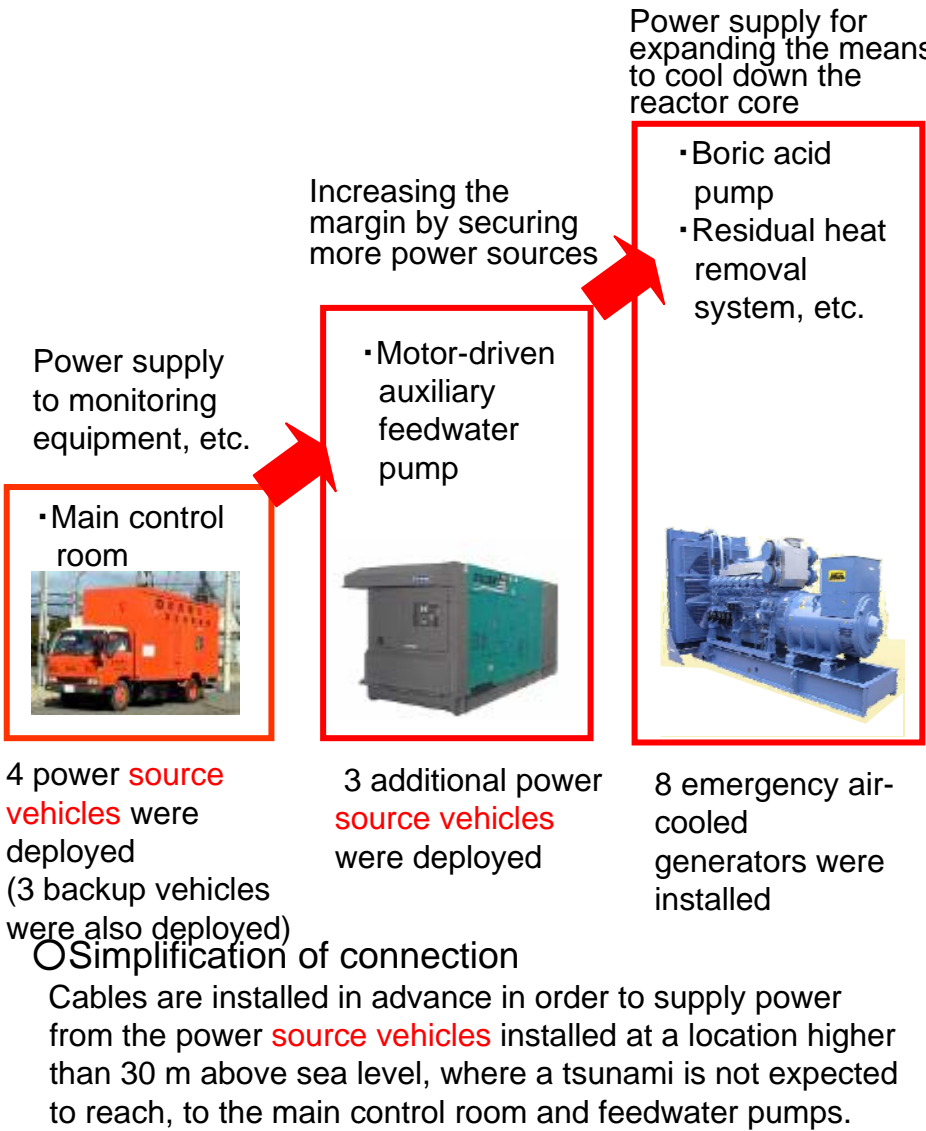 Power supply for
expanding the means
to cool down the
reactor core
・Boric acid
pump
・Residual heat
removal
system, etc.
Increasing the
margin by securing
more power sources
・Motor-driven
auxiliary
feedwater
pump
Power supply
to monitoring
equipment, etc.
・Main control
room
4 power source
vehicles were
deployed
(3 backup vehicles
were also deployed)
3 additional power
source vehicles
were deployed
8 emergency air-
cooled
generators were
installed
○Simplification of connection
Cables are installed in advance in order to supply power
from the power source vehicles installed at a location higher
than 30 m above sea level, where a tsunami is not expected
to reach, to the main control room and feedwater pumps.